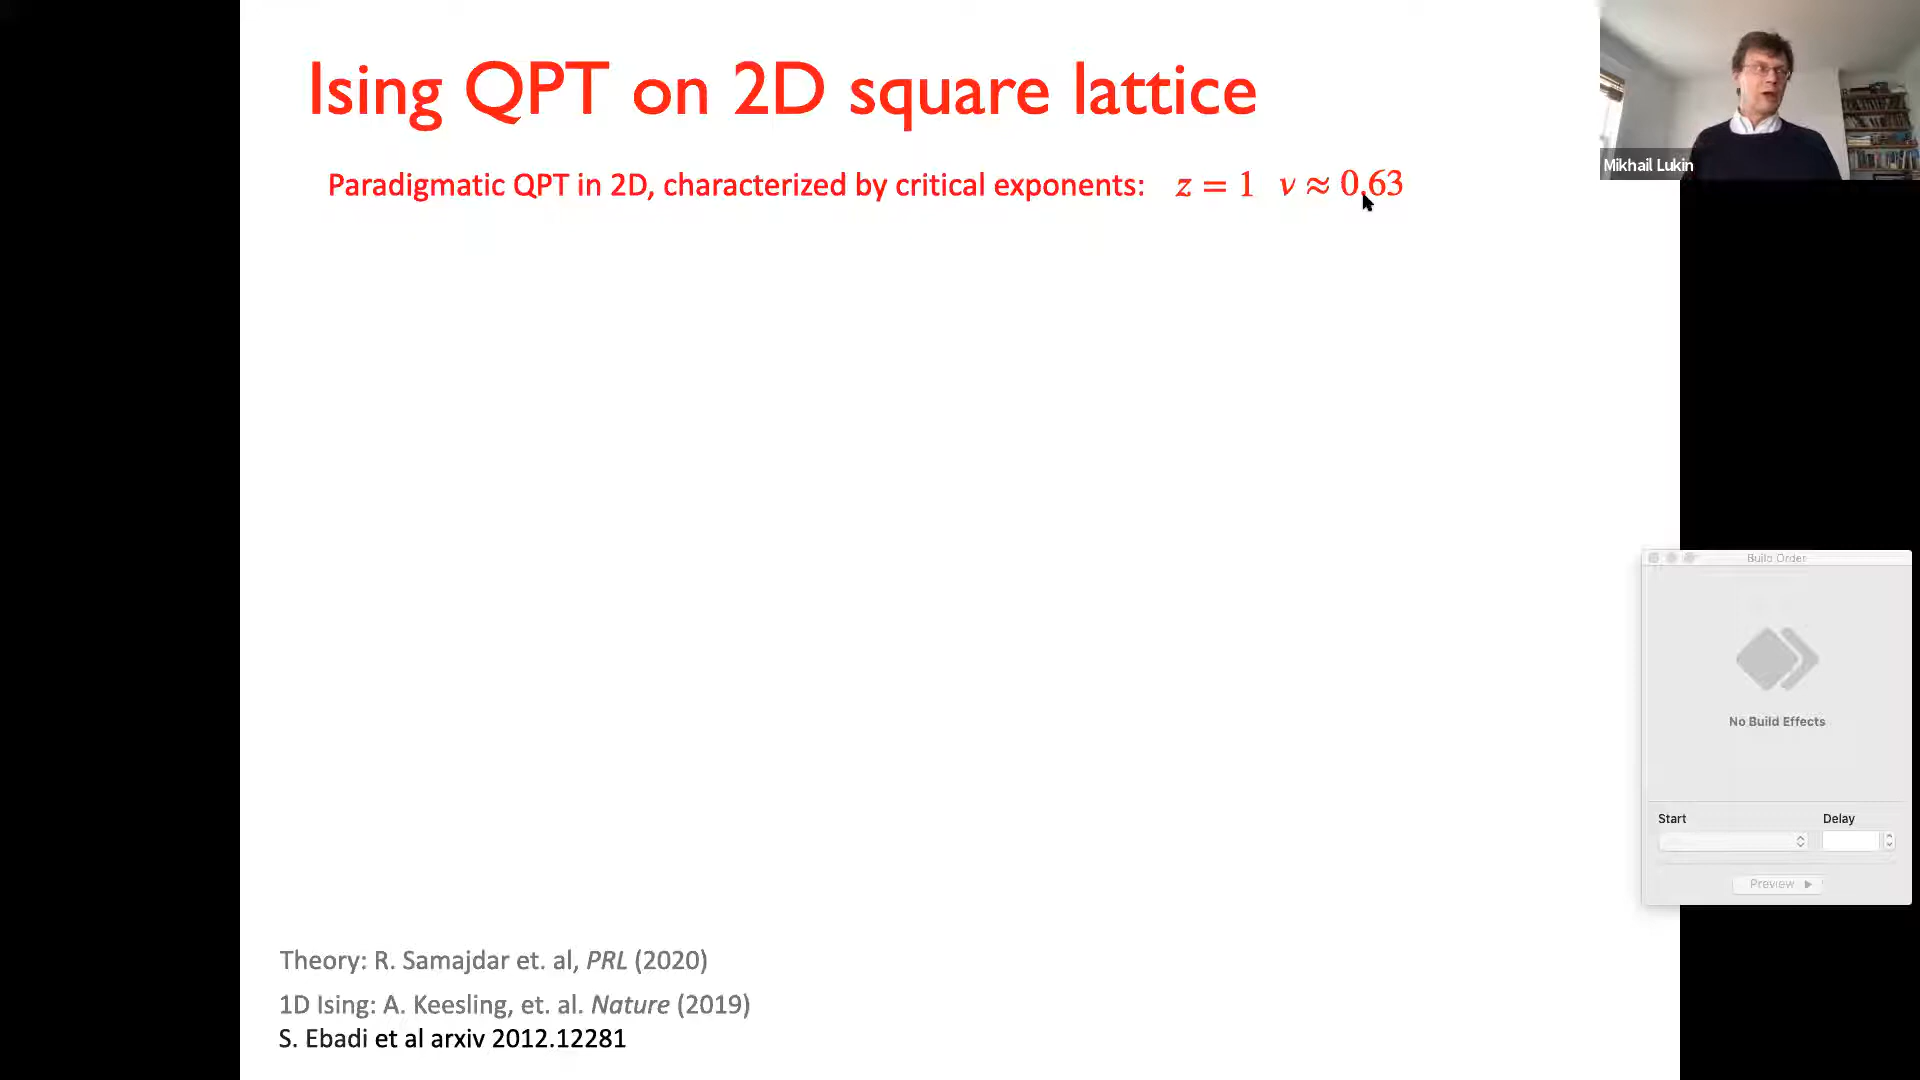 Ising QPT on 2D square lattice
Mikhail Lukin
Paradigmatic QPT in 2D, characterized by critical exponents: z = 1 ν ≈ 0.63
Build Order
No Build Effects
Start Delay
Preview
Theory: R. Samajdar et. al, PRL (2020)
1D Ising: A. Keesling, et. al. Nature (2019)
S. Ebadi et al arxiv 2012.12281